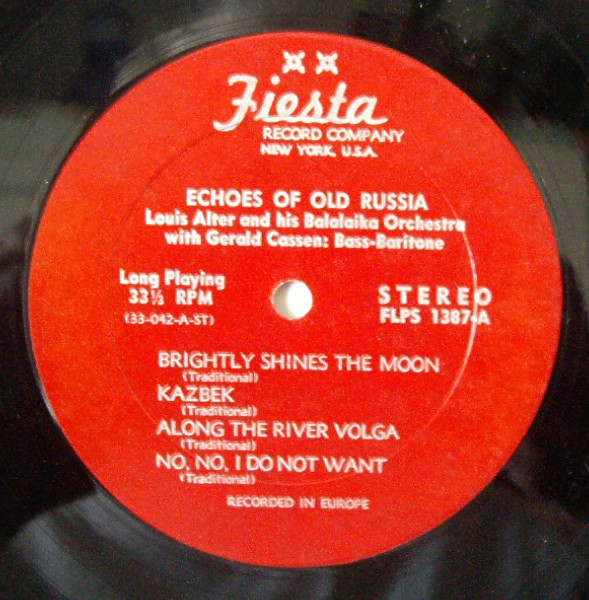 Fiesta
RECORD COMPANY
NEW YORK, U.S.A.
ECHOES OF OLD RUSSIA
Louis Alter and his Balalaika Orchestra
with Gerald Cassen: Bass-Baritone
Long Playing
33⅓ RPM
(33-042-A-ST)
STEREO
FLPS 1387-A
BRIGHTLY SHINES THE MOON
(Traditional)
KAZBEK
(Traditional)
ALONG THE RIVER VOLGA
(Traditional)
NO, NO, I DO NOT WANT
(Traditional)
RECORDED IN EUROPE